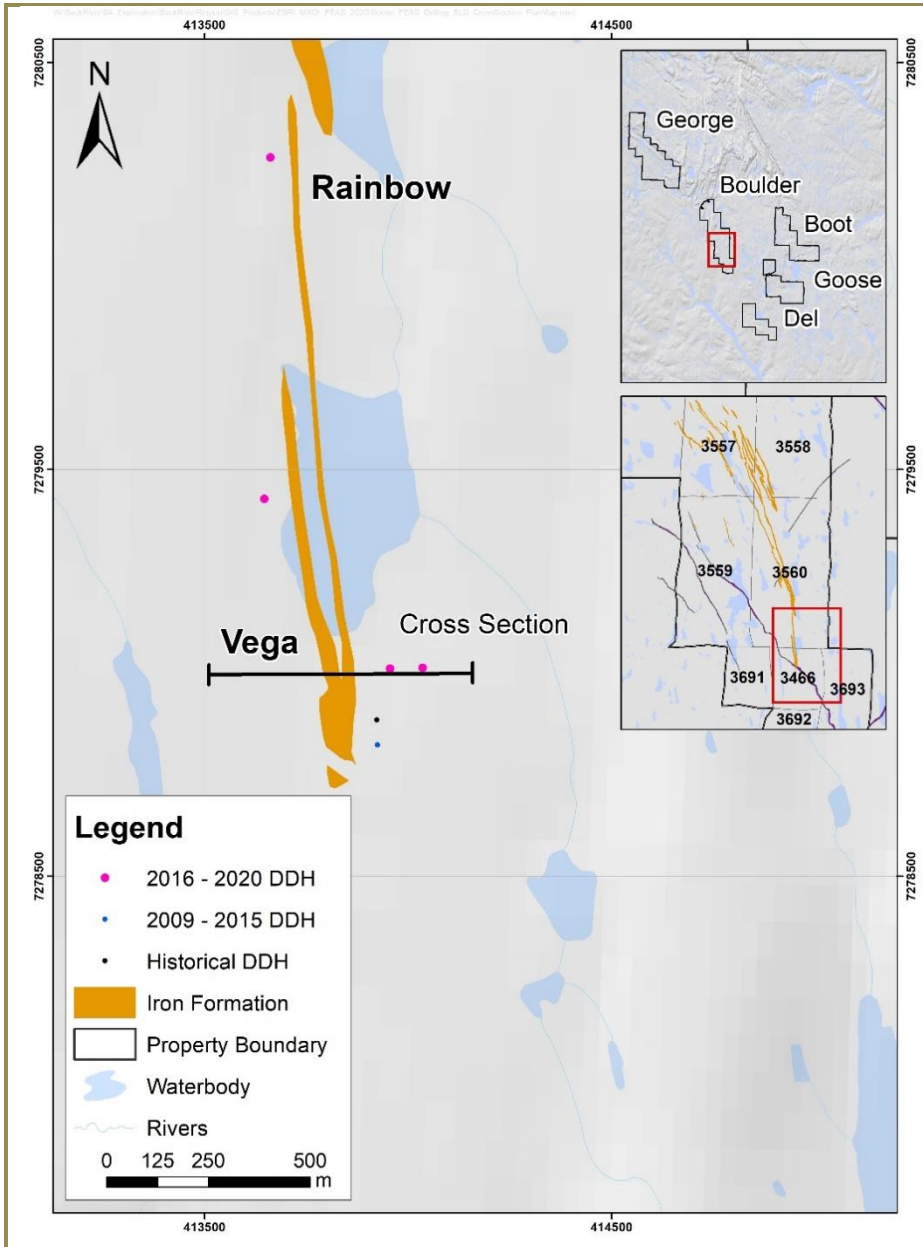 413500
414500
7280500
7280500
N
George
Boulder
Rainbow
Boot
Goose
Del
3557
3558
7279500
7279500
3559
3560
Cross Section
Vega
3691
3466
3693
3692
Legend
2016 - 2020 DDH
7278500
7278500
2009 - 2015 DDH
Historical DDH
Iron Formation
Property Boundary
Waterbody
Rivers
0 125 250 500
m
413500
414500